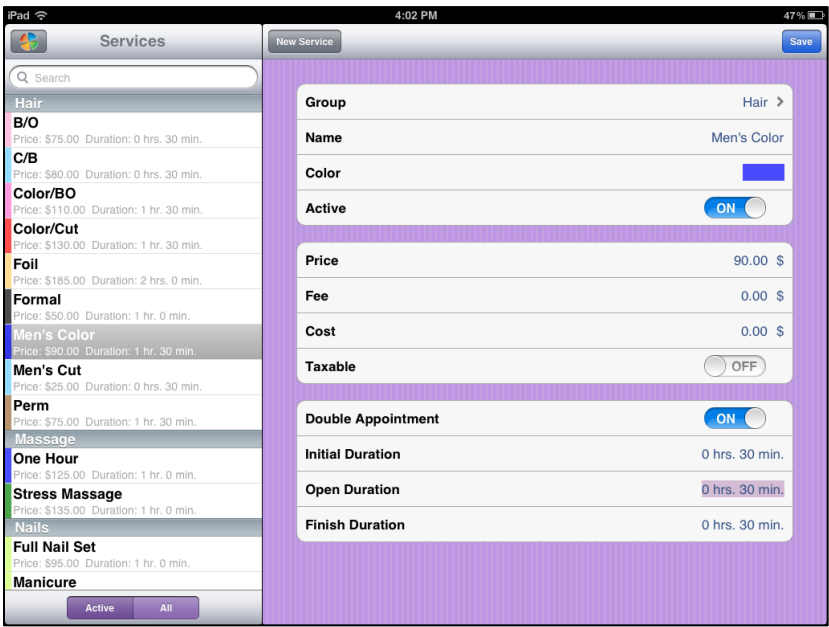 iPad 4:02 PM 47%
Services
New Service
Save
Search
Hair
B/O
Price: $75.00 Duration: 0 hrs. 30 min.
C/B
Price: $80.00 Duration: 0 hrs. 30 min.
Color/BO
Price: $110.00 Duration: 1 hr. 30 min.
Color/Cut
Price: $130.00 Duration: 1 hr. 30 min.
Foil
Price: $185.00 Duration: 2 hrs. 0 min.
Formal
Price: $50.00 Duration: 1 hr. 0 min.
Men's Color
Price: $90.00 Duration: 1 hr. 30 min.
Men's Cut
Price: $25.00 Duration: 0 hrs. 30 min.
Perm
Price: $75.00 Duration: 1 hr. 30 min.
Massage
One Hour
Price: $125.00 Duration: 1 hr. 0 min.
Stress Massage
Price: $135.00 Duration: 1 hr. 0 min.
Nails
Full Nail Set
Price: $95.00 Duration: 1 hr. 0 min.
Manicure
Active All
Group Hair
Name Men's Color
Color
Active ON
Price 90.00 $
Fee 0.00 $
Cost 0.00 $
Taxable OFF
Double Appointment ON
Initial Duration 0 hrs. 30 min.
Open Duration 0 hrs. 30 min.
Finish Duration 0 hrs. 30 min.